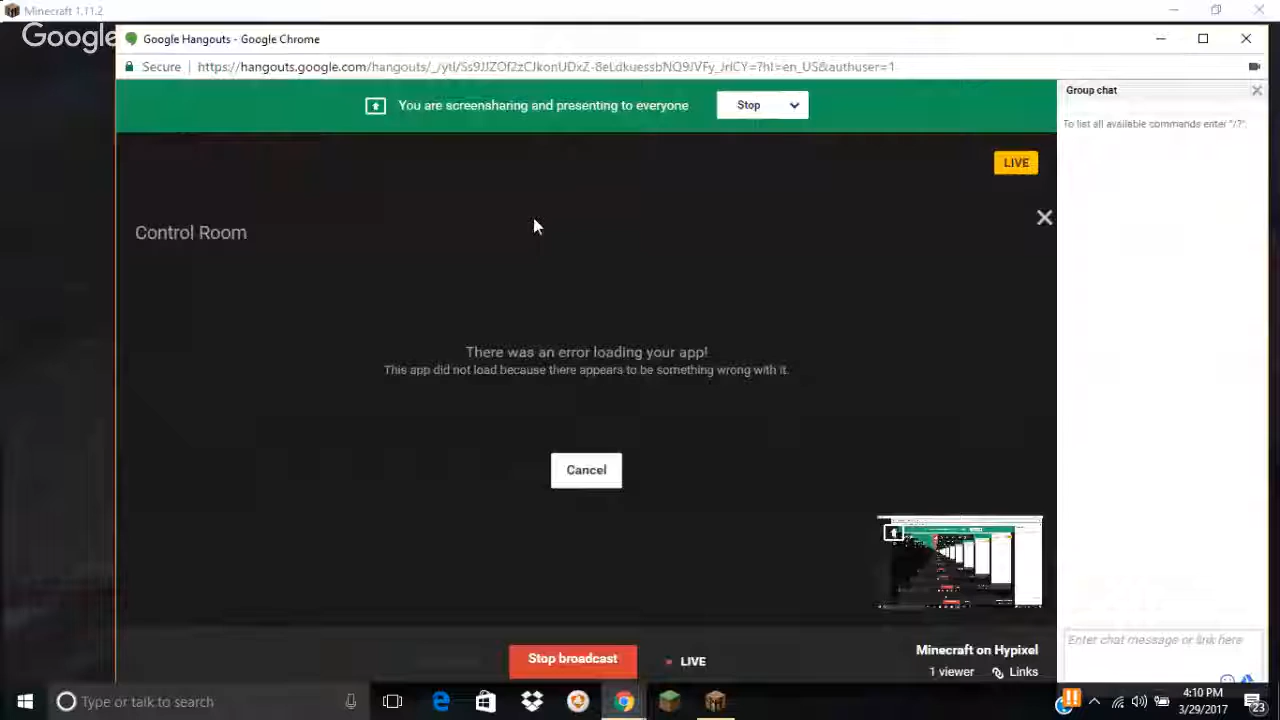 Minecraft 1.11.2
Google
Google Hangouts - Google Chrome
Secure
You are screensharing and presenting to everyone
Stop
Group chat
To list all available commands enter "/?".
LIVE
Control Room
There was an error loading your app!
This app did not load because there appears to be something wrong with it.
Cancel
Enter chat message or link here
Stop broadcast
LIVE
Minecraft on Hypixel
1 viewer
Links
Type or talk to search
4:10 PM
3/29/2017
23